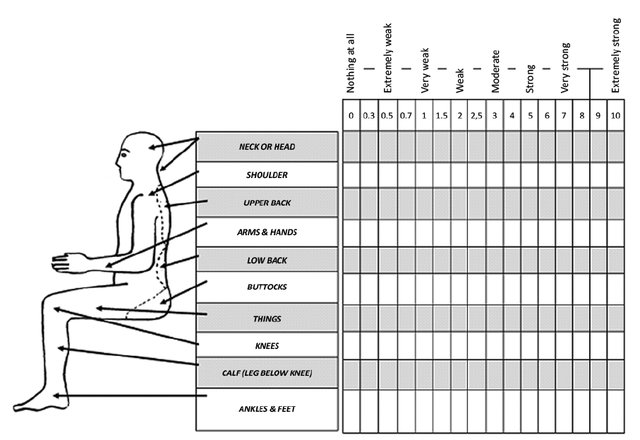 Nothing at all
Extremely weak
Very weak
Weak
Moderate
Strong
Very strong
Extremely strong
0 0.3 0.5 0.7 1 1.5 2 2,5 3 4 5 6 7 8 9 10
NECK OR HEAD
SHOULDER
UPPER BACK
ARMS & HANDS
LOW BACK
BUTTOCKS
THINGS
KNEES
CALF (LEG BELOW KNEE)
ANKLES & FEET